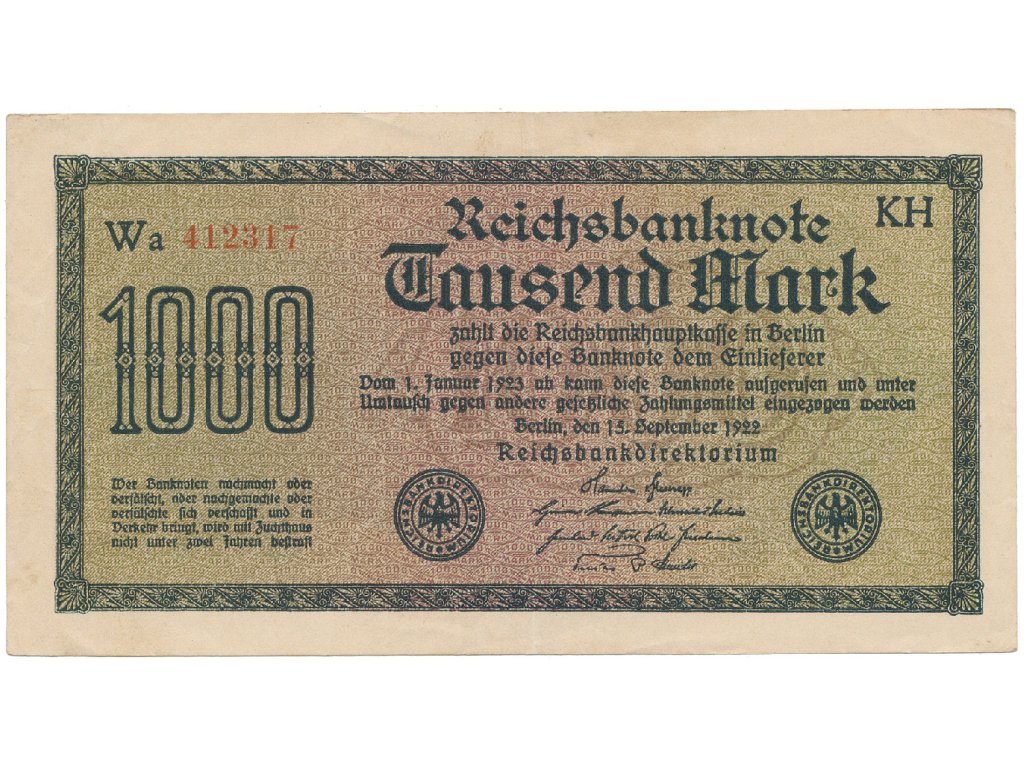 Reichsbanknote
KH
Wa 412317
Tausend Mark
1000
zahlt die Reichsbankhauptkasse in Berlin
gegen diese Banknote dem Einlieferer
Vom 1. Januar 1923 ab kann diese Banknote aufgerufen und unter
Umtausch gegen andere gesetzliche Zahlungsmittel eingezogen werden
Berlin, den 15. September 1922
Reichsbankdirektorium
Wer Banknoten nachmacht oder
verfälscht, oder nachgemachte oder
verfälschte sich verschafft und in
Verkehr bringt, wird mit Zuchthaus
nicht unter zwei Jahren bestraft
REICHSBANKDIREKTORIUM
REICHSBANKDIREKTORIUM